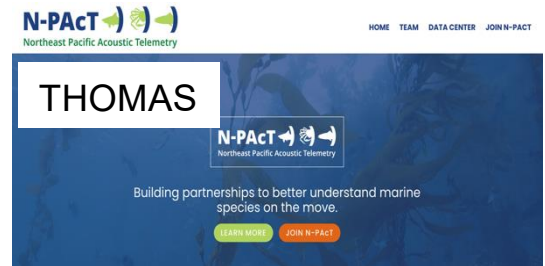 N-PAcT
Northeast Pacific Acoustic Telemetry
HOME TEAM DATA CENTER JOIN N-PACT
THOMAS
N-PAcT
Northeast Pacific Acoustic Telemetry
Building partnerships to better understand marine
species on the move.
LEARN MORE JOIN N-PAcT